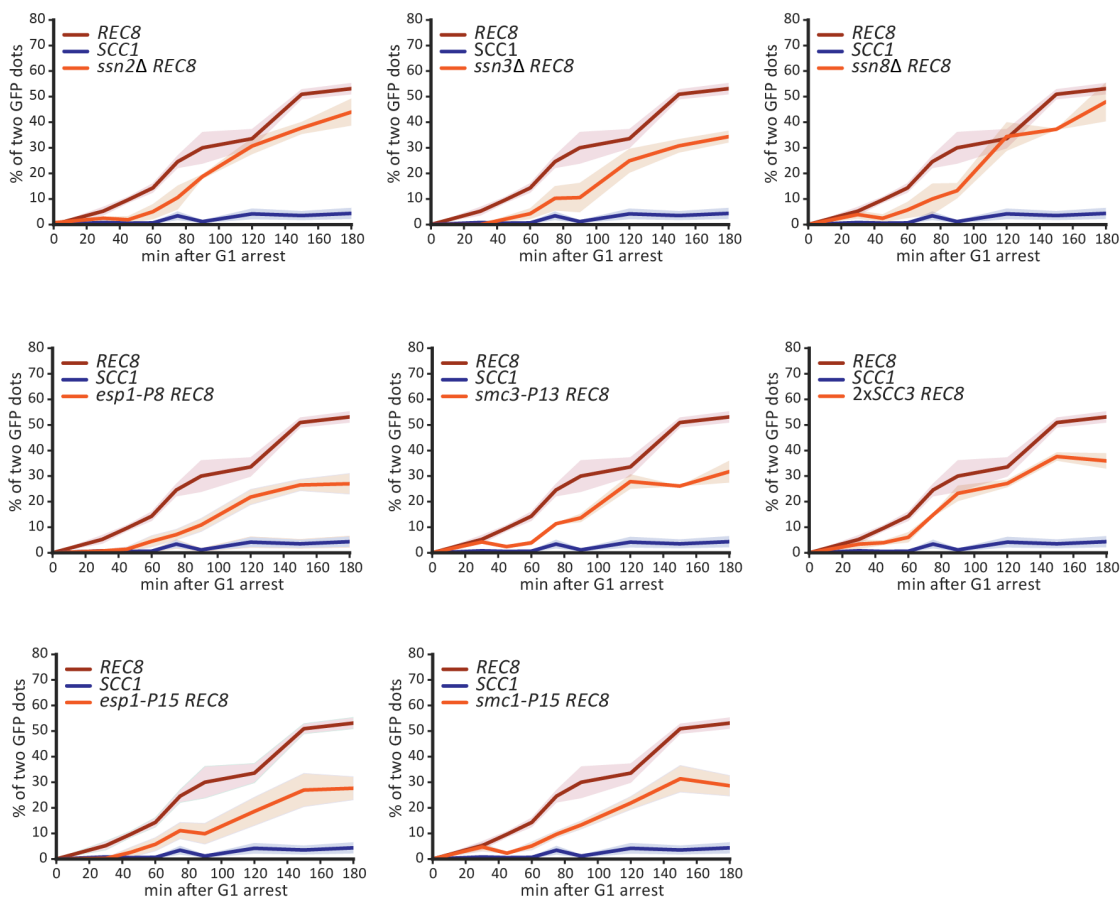 % of two GFP dots
80
70
60
50
40
30
20
10
0
REC8
SCC1
ssn2Δ REC8
0 20 40 60 80 100 120 140 160 180
min after G1 arrest
% of two GFP dots
80
70
60
50
40
30
20
10
0
REC8
SCC1
ssn3Δ REC8
0 20 40 60 80 100 120 140 160 180
min after G1 arrest
% of two GFP dots
80
70
60
50
40
30
20
10
0
REC8
SCC1
ssn8Δ REC8
0 20 40 60 80 100 120 140 160 180
min after G1 arrest
% of two GFP dots
80
70
60
50
40
30
20
10
0
REC8
SCC1
esp1-P8 REC8
0 20 40 60 80 100 120 140 160 180
min after G1 arrest
% of two GFP dots
80
70
60
50
40
30
20
10
0
REC8
SCC1
smc3-P13 REC8
0 20 40 60 80 100 120 140 160 180
min after G1 arrest
% of two GFP dots
80
70
60
50
40
30
20
10
0
REC8
SCC1
2xSCC3 REC8
0 20 40 60 80 100 120 140 160 180
min after G1 arrest
% of two GFP dots
80
70
60
50
40
30
20
10
0
REC8
SCC1
esp1-P15 REC8
0 20 40 60 80 100 120 140 160 180
min after G1 arrest
% of two GFP dots
80
70
60
50
40
30
20
10
0
REC8
SCC1
smc1-P15 REC8
0 20 40 60 80 100 120 140 160 180
min after G1 arrest